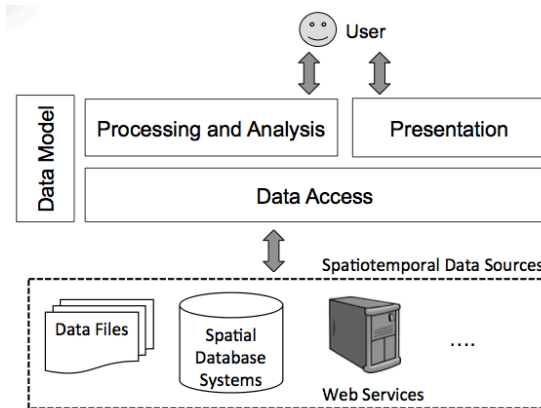 User
Data Model
Processing and Analysis
Presentation
Data Access
Spatiotemporal Data Sources
Data Files
Spatial
Database
Systems
....
Web Services